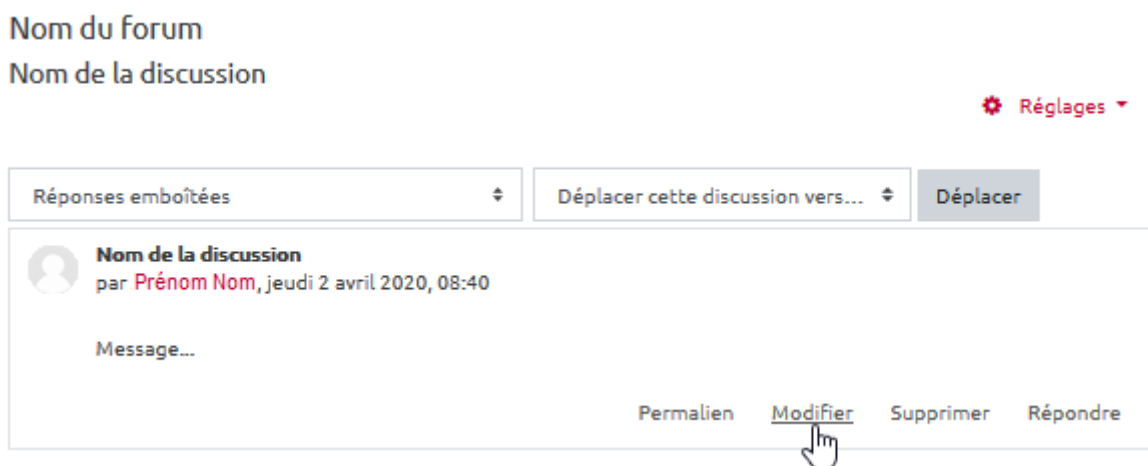 Nom du forum
Nom de la discussion
Réglages
Réponses emboîtées
Déplacer cette discussion vers... Déplacer
Nom de la discussion
par Prénom Nom, jeudi 2 avril 2020, 08:40
Message...
Permalien Modifier Supprimer Répondre